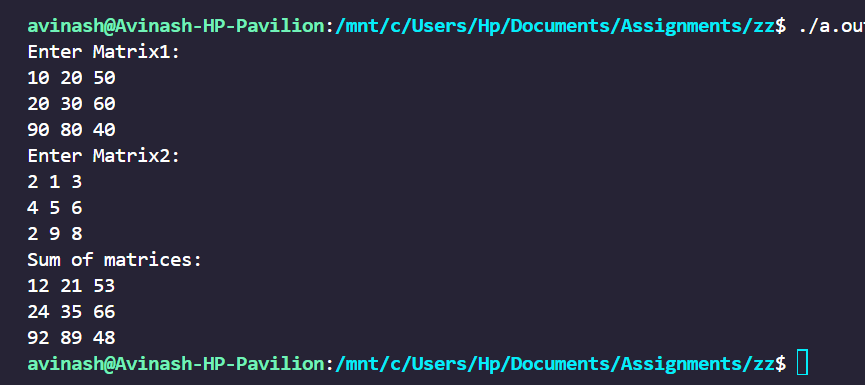 avinash@Avinash-HP-Pavilion:/mnt/c/Users/Hp/Documents/Assignments/zz$ ./a.ou
Enter Matrix1:
10 20 50
20 30 60
90 80 40
Enter Matrix2:
2 1 3
4 5 6
2 9 8
Sum of matrices:
12 21 53
24 35 66
92 89 48
avinash@Avinash-HP-Pavilion:/mnt/c/Users/Hp/Documents/Assignments/zz$